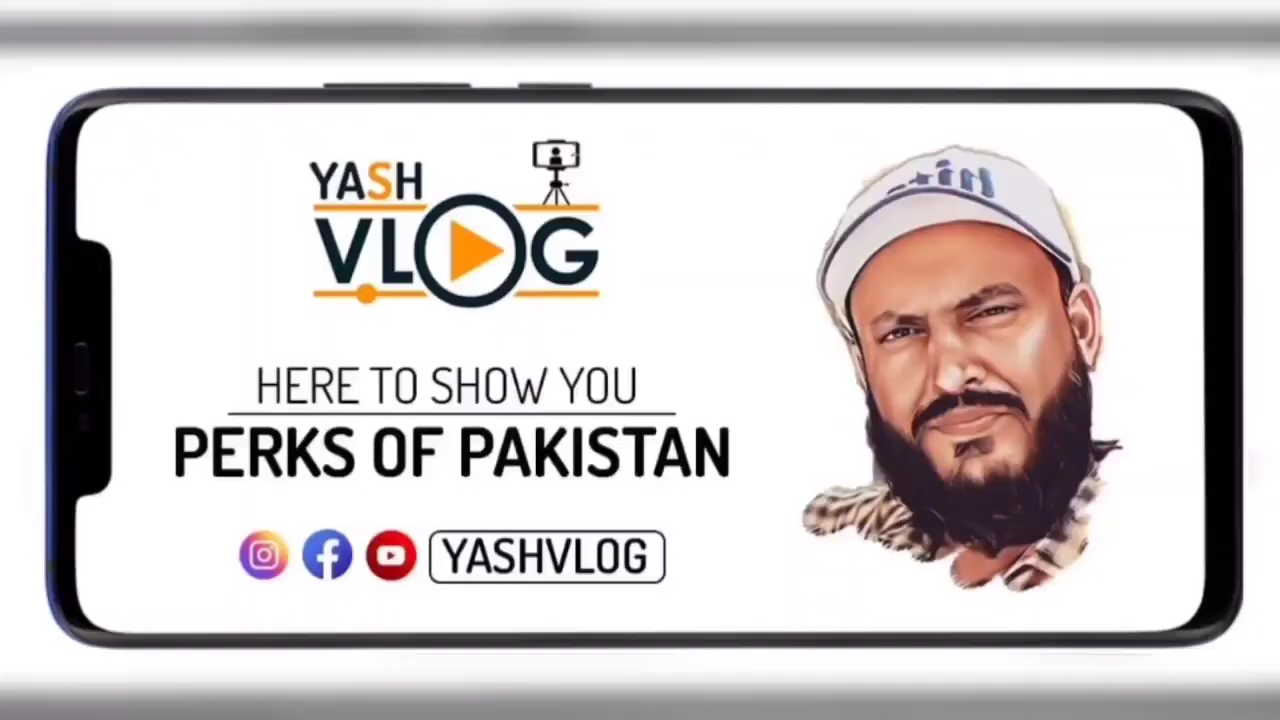 YASH
VLOG
HERE TO SHOW YOU
PERKS OF PAKISTAN
YASHVLOG